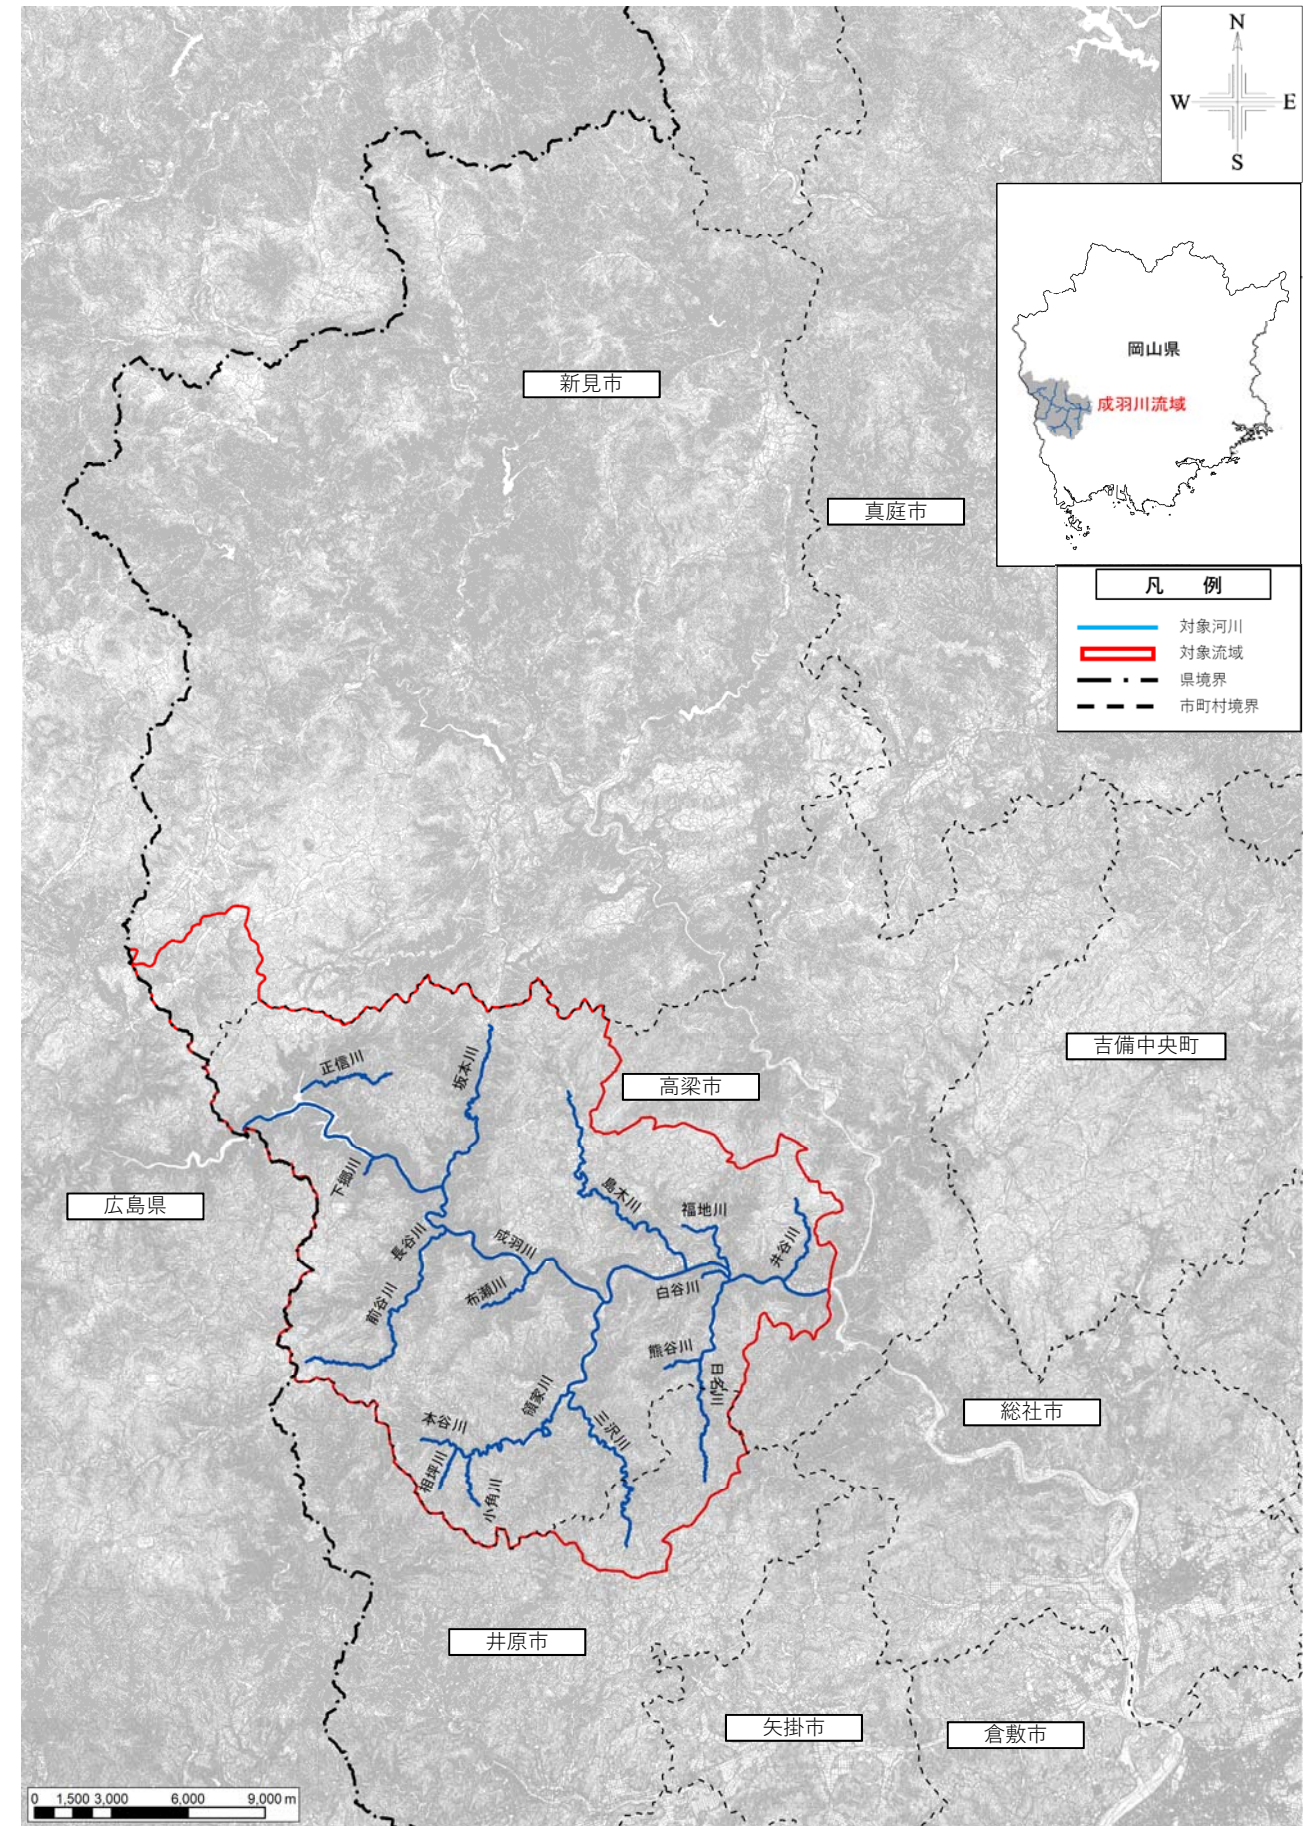 N
W E
S
岡山県
成羽川流域
新見市
真庭市
凡 例
対象河川
対象流域
県境界
市町村境界
吉備中央町
正信川
坂本川
高梁市
下郷川
広島県
島木川
福地川
井谷川
長谷川
成羽川
布瀬川
白谷川
前谷川
熊谷川
日名川
領家川
本谷川
三沢川
祖坪川
小角川
総社市
井原市
矢掛市
倉敷市
0 1,500 3,000 6,000 9,000 m